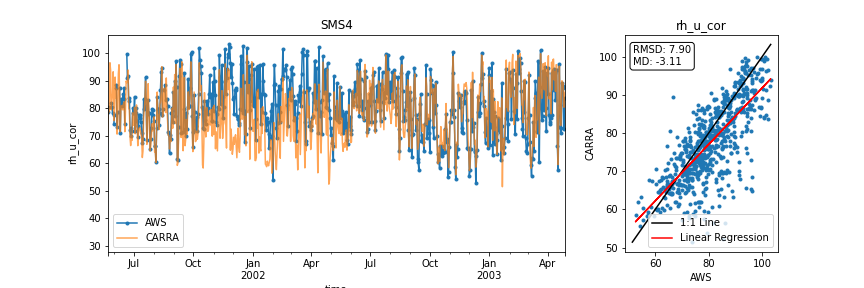 SMS4
rh_u_cor
100
90
80
70
60
50
40
30
AWS
CARRA
Jul
Oct
Jan
2002
Apr
Jul
Oct
Jan
2003
Apr
time
rh_u_cor
CARRA
100
90
80
70
60
50
RMSD: 7.90
MD: -3.11
1:1 Line
Linear Regression
60
80
100
AWS